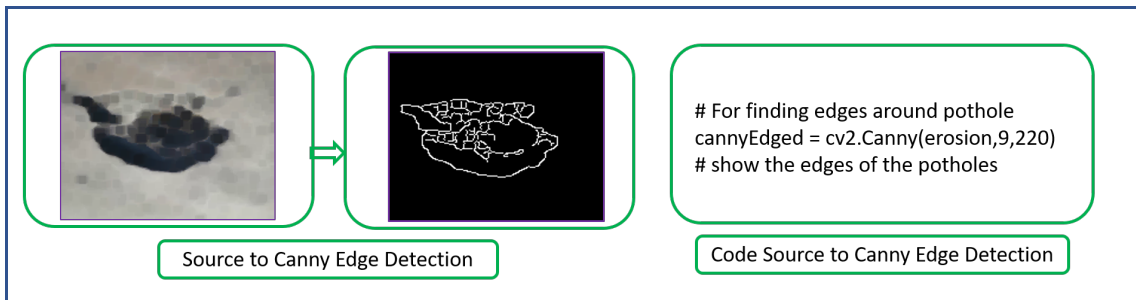 # For finding edges around pothole
cannyEdged = cv2.Canny(erosion,9,220)
# show the edges of the potholes
Source to Canny Edge Detection
Code Source to Canny Edge Detection